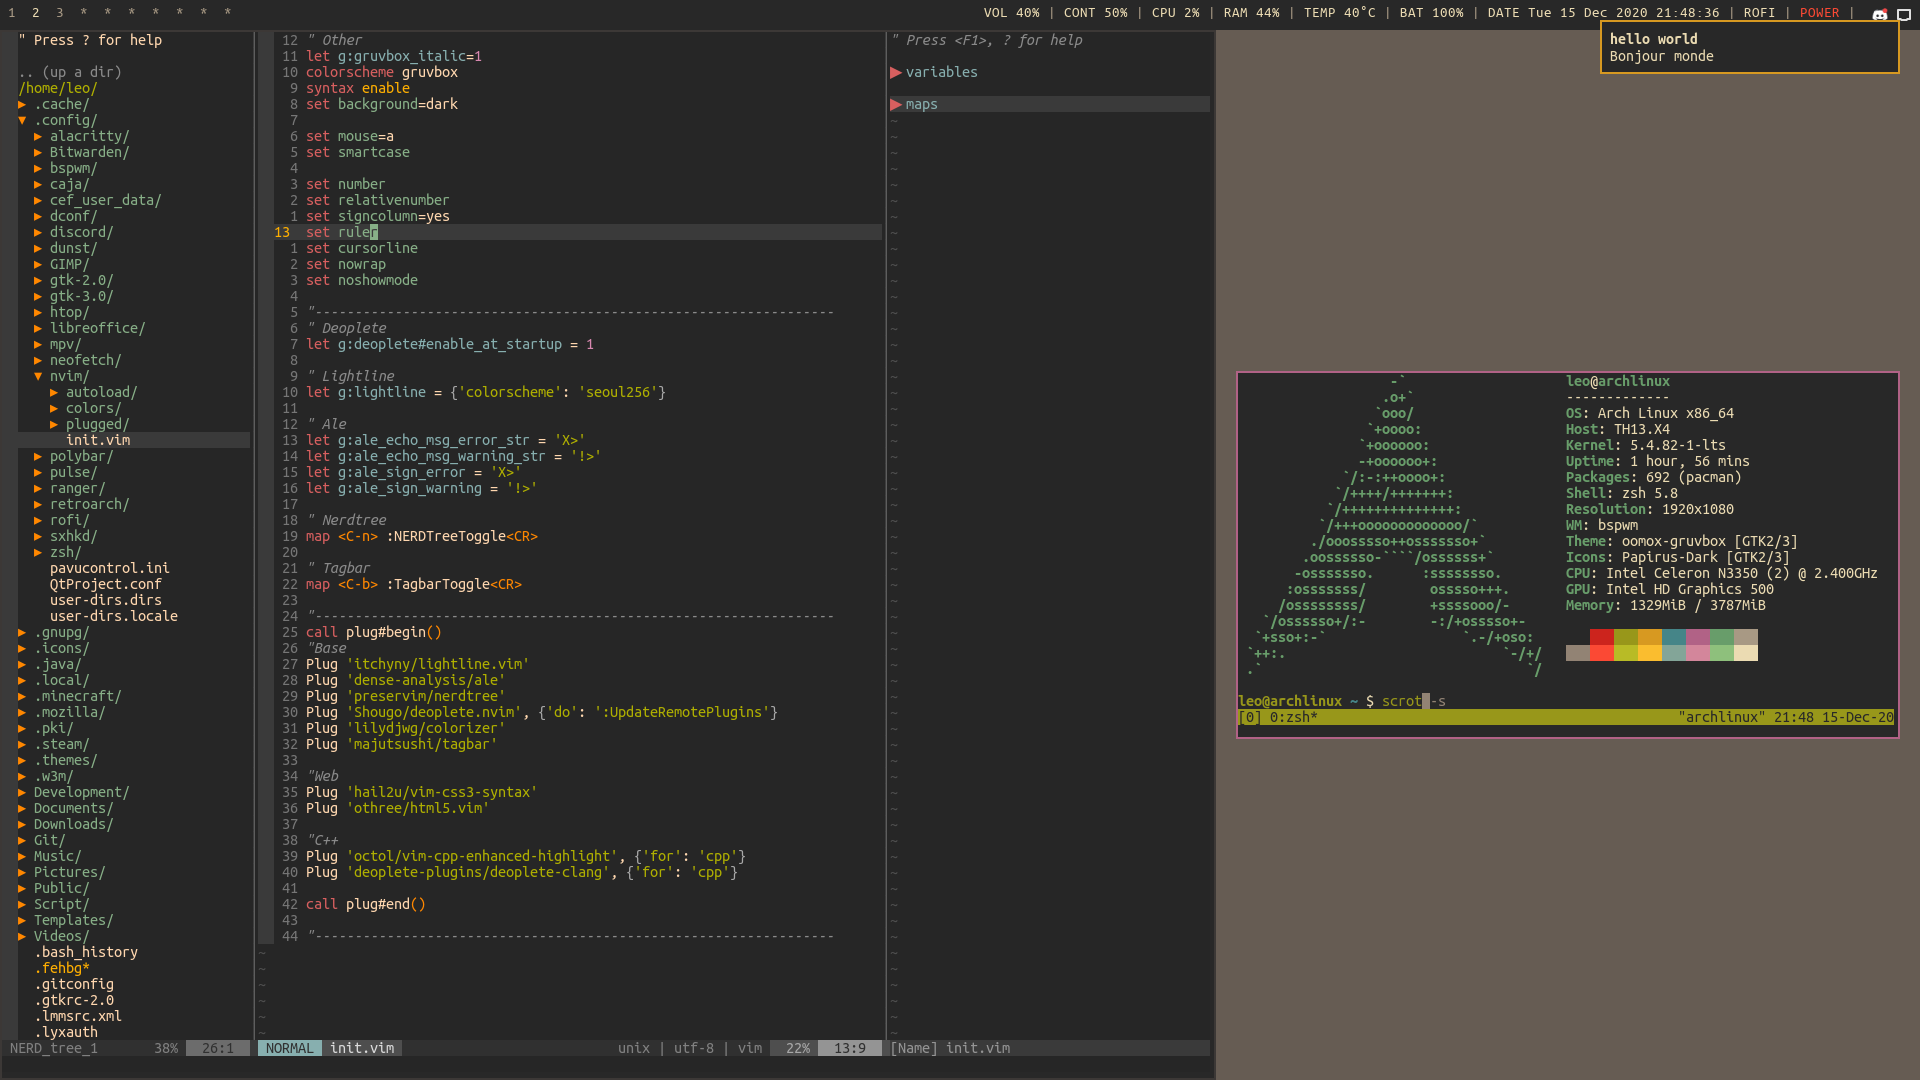 1 2 3 * * * * * * *
VOL 40% | CONT 50% | CPU 2% | RAM 44% | TEMP 40°C | BAT 100% | DATE Tue 15 Dec 2020 21:48:36 | ROFI | POWER |
hello world
Bonjour monde
" Press ? for help
.. (up a dir)
/home/leo/
▶ .cache/
▼ .config/
▶ alacritty/
▶ Bitwarden/
▶ bspwm/
▶ caja/
▶ cef_user_data/
▶ dconf/
▶ discord/
▶ dunst/
▶ GIMP/
▶ gtk-2.0/
▶ gtk-3.0/
▶ htop/
▶ libreoffice/
▶ mpv/
▶ neofetch/
▼ nvim/
▶ autoload/
▶ colors/
▶ plugged/
init.vim
▶ polybar/
▶ pulse/
▶ ranger/
▶ retroarch/
▶ rofi/
▶ sxhkd/
▶ zsh/
pavucontrol.ini
QtProject.conf
user-dirs.dirs
user-dirs.locale
▶ .gnupg/
▶ .icons/
▶ .java/
▶ .local/
▶ .minecraft/
▶ .mozilla/
▶ .pki/
▶ .steam/
▶ .themes/
▶ .w3m/
▶ Development/
▶ Documents/
▶ Downloads/
▶ Git/
▶ Music/
▶ Pictures/
▶ Public/
▶ Script/
▶ Templates/
▶ Videos/
.bash_history
.fehbg*
.gitconfig
.gtkrc-2.0
.lmmsrc.xml
.lyxauth
NERD_tree_1 38% 26:1
12 " Other
11 let g:gruvbox_italic=1
10 colorscheme gruvbox
9 syntax enable
8 set background=dark
7
6 set mouse=a
5 set smartcase
4
3 set number
2 set relativenumber
1 set signcolumn=yes
13 set ruler
1 set cursorline
2 set nowrap
3 set noshowmode
4
5 "-----------------------------------------------------------------
6 " Deoplete
7 let g:deoplete#enable_at_startup = 1
8
9 " Lightline
10 let g:lightline = {'colorscheme': 'seoul256'}
11
12 " Ale
13 let g:ale_echo_msg_error_str = 'X>'
14 let g:ale_echo_msg_warning_str = '!>'
15 let g:ale_sign_error = 'X>'
16 let g:ale_sign_warning = '!>'
17
18 " Nerdtree
19 map <C-n> :NERDTreeToggle<CR>
20
21 " Tagbar
22 map <C-b> :TagbarToggle<CR>
23
24 "-----------------------------------------------------------------
25 call plug#begin()
26 "Base
27 Plug 'itchyny/lightline.vim'
28 Plug 'dense-analysis/ale'
29 Plug 'preservim/nerdtree'
30 Plug 'Shougo/deoplete.nvim', {'do': ':UpdateRemotePlugins'}
31 Plug 'lilydjwg/colorizer'
32 Plug 'majutsushi/tagbar'
33
34 "Web
35 Plug 'hail2u/vim-css3-syntax'
36 Plug 'othree/html5.vim'
37
38 "C++
39 Plug 'octol/vim-cpp-enhanced-highlight', {'for': 'cpp'}
40 Plug 'deoplete-plugins/deoplete-clang', {'for': 'cpp'}
41
42 call plug#end()
43
44 "-----------------------------------------------------------------
NORMAL init.vim unix | utf-8 | vim 22% 13:9
" Press <F1>, ? for help
▶ variables
▶ maps
[Name] init.vim
leo@archlinux
-------------
OS: Arch Linux x86_64
Host: TH13.X4
Kernel: 5.4.82-1-lts
Uptime: 1 hour, 56 mins
Packages: 692 (pacman)
Shell: zsh 5.8
Resolution: 1920x1080
WM: bspwm
Theme: oomox-gruvbox [GTK2/3]
Icons: Papirus-Dark [GTK2/3]
CPU: Intel Celeron N3350 (2) @ 2.400GHz
GPU: Intel HD Graphics 500
Memory: 1329MiB / 3787MiB
leo@archlinux ~ $ scrot -s
[0] 0:zsh* "archlinux" 21:48 15-Dec-20